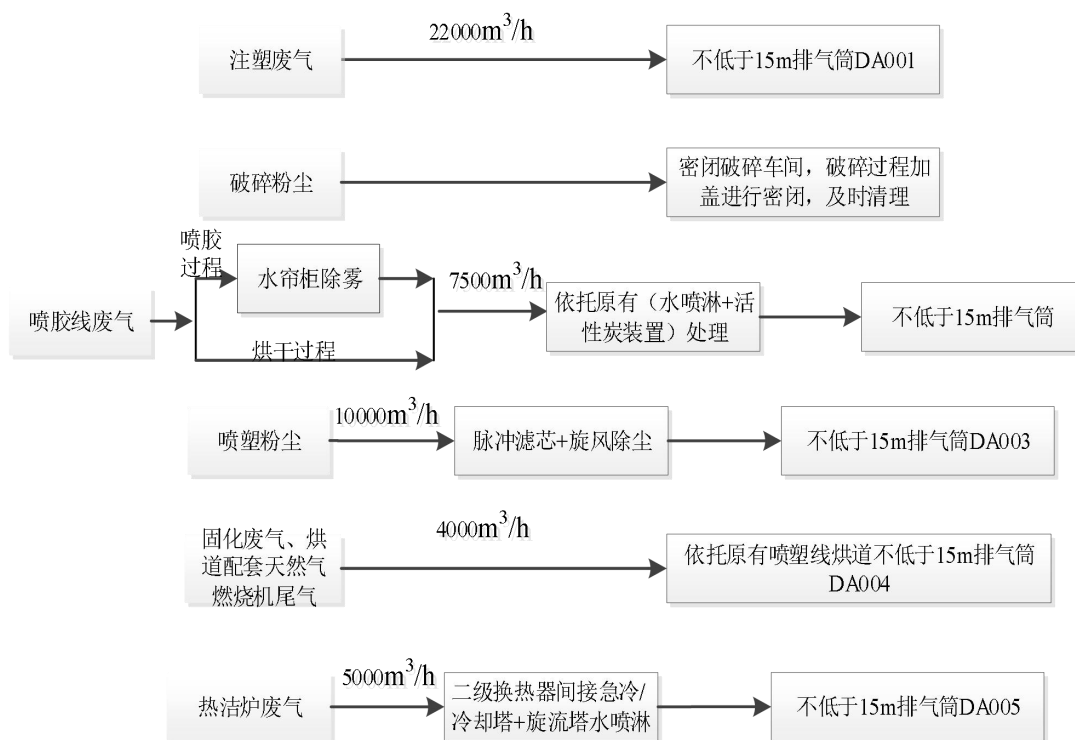 22000m³/h
注塑废气
不低于15m排气筒DA001
破碎粉尘
密闭破碎车间，破碎过程加
盖进行密闭，及时清理
喷胶
过程
水帘柜除雾
7500m³/h
喷胶线废气
依托原有（水喷淋+活
性炭装置）处理
不低于15m排气筒
烘干过程
10000m³/h
喷塑粉尘
脉冲滤芯+旋风除尘
不低于15m排气筒DA003
固化废气、烘
道配套天然气
燃烧机尾气
4000m³/h
依托原有喷塑线烘道不低于15m排气筒
DA004
5000m³/h
热洁炉废气
二级换热器间接急冷/
冷却塔+旋流塔水喷淋
不低于15m排气筒DA005